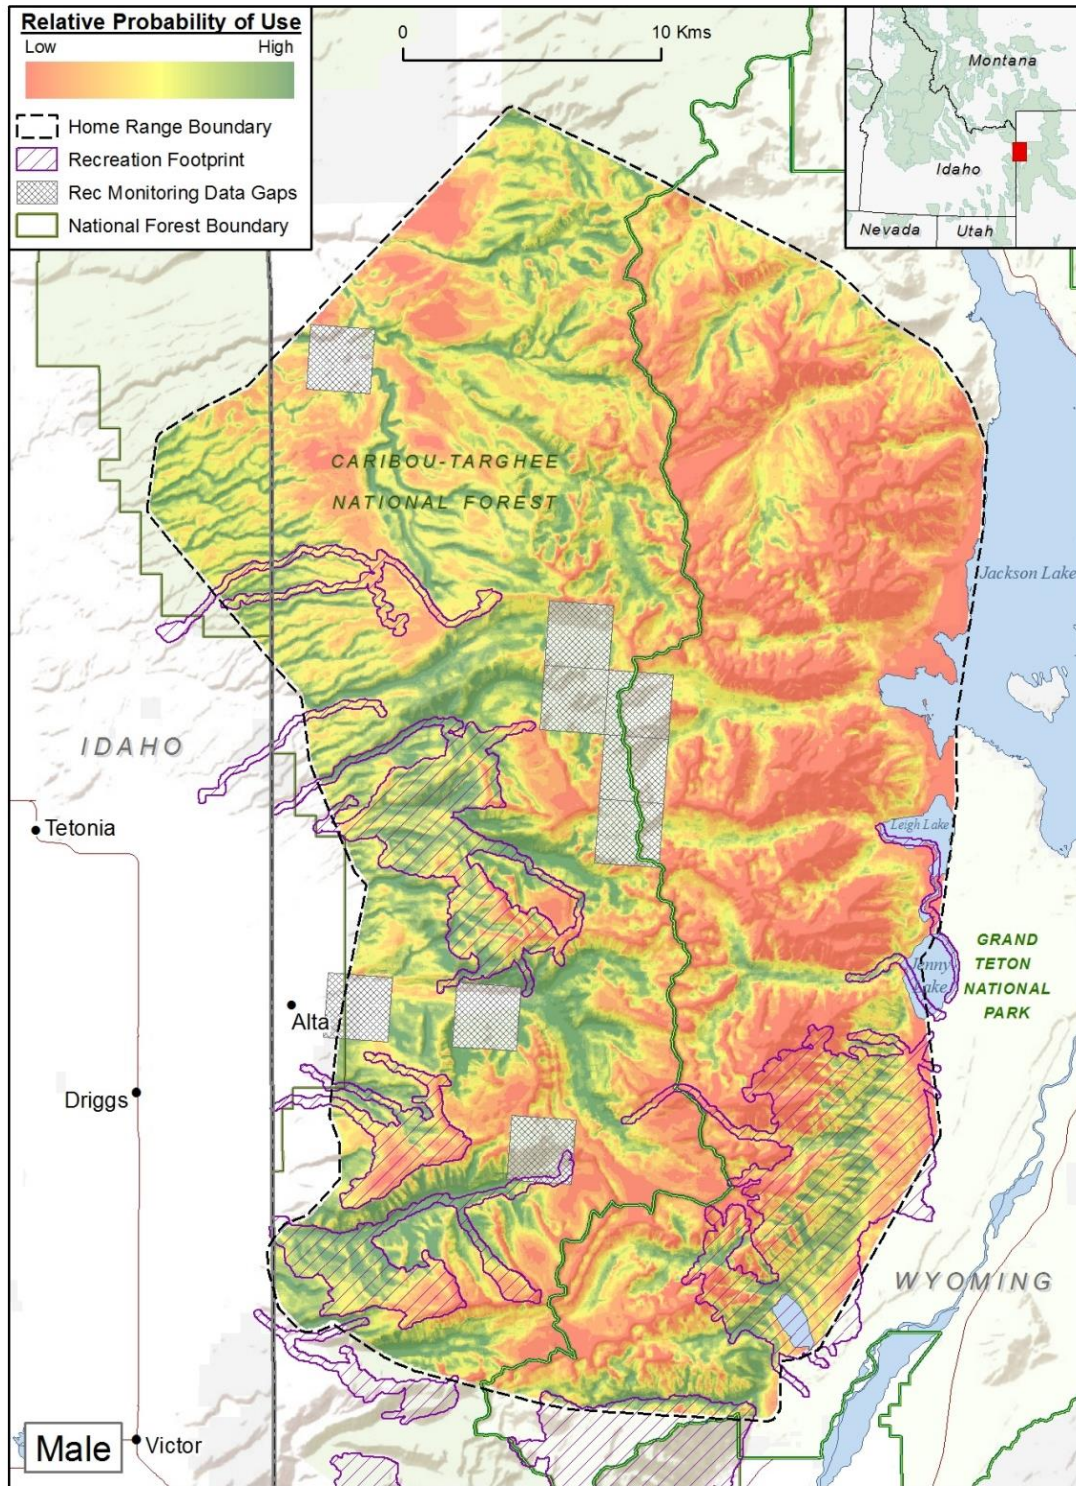 Relative Probability of Use
Low High
Home Range Boundary
Recreation Footprint
Rec Monitoring Data Gaps
National Forest Boundary
0 10 Kms
Montana
Idaho
Nevada Utah
CARIBOU-TARGHEE
NATIONAL FOREST
Jackson Lake
IDAHO
Tetonia
Leigh Lake
GRAND
TETON
NATIONAL
PARK
Jenny
Lake
Alta
Driggs
WYOMING
Male
Victor